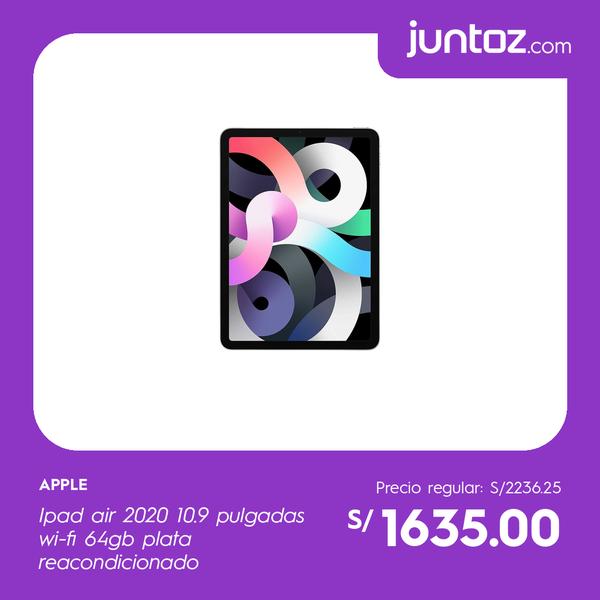 juntoz.com
APPLE
Ipad air 2020 10.9 pulgadas
wi-fi 64gb plata
reacondicionado
Precio regular: S/2236.25
S/1635.00